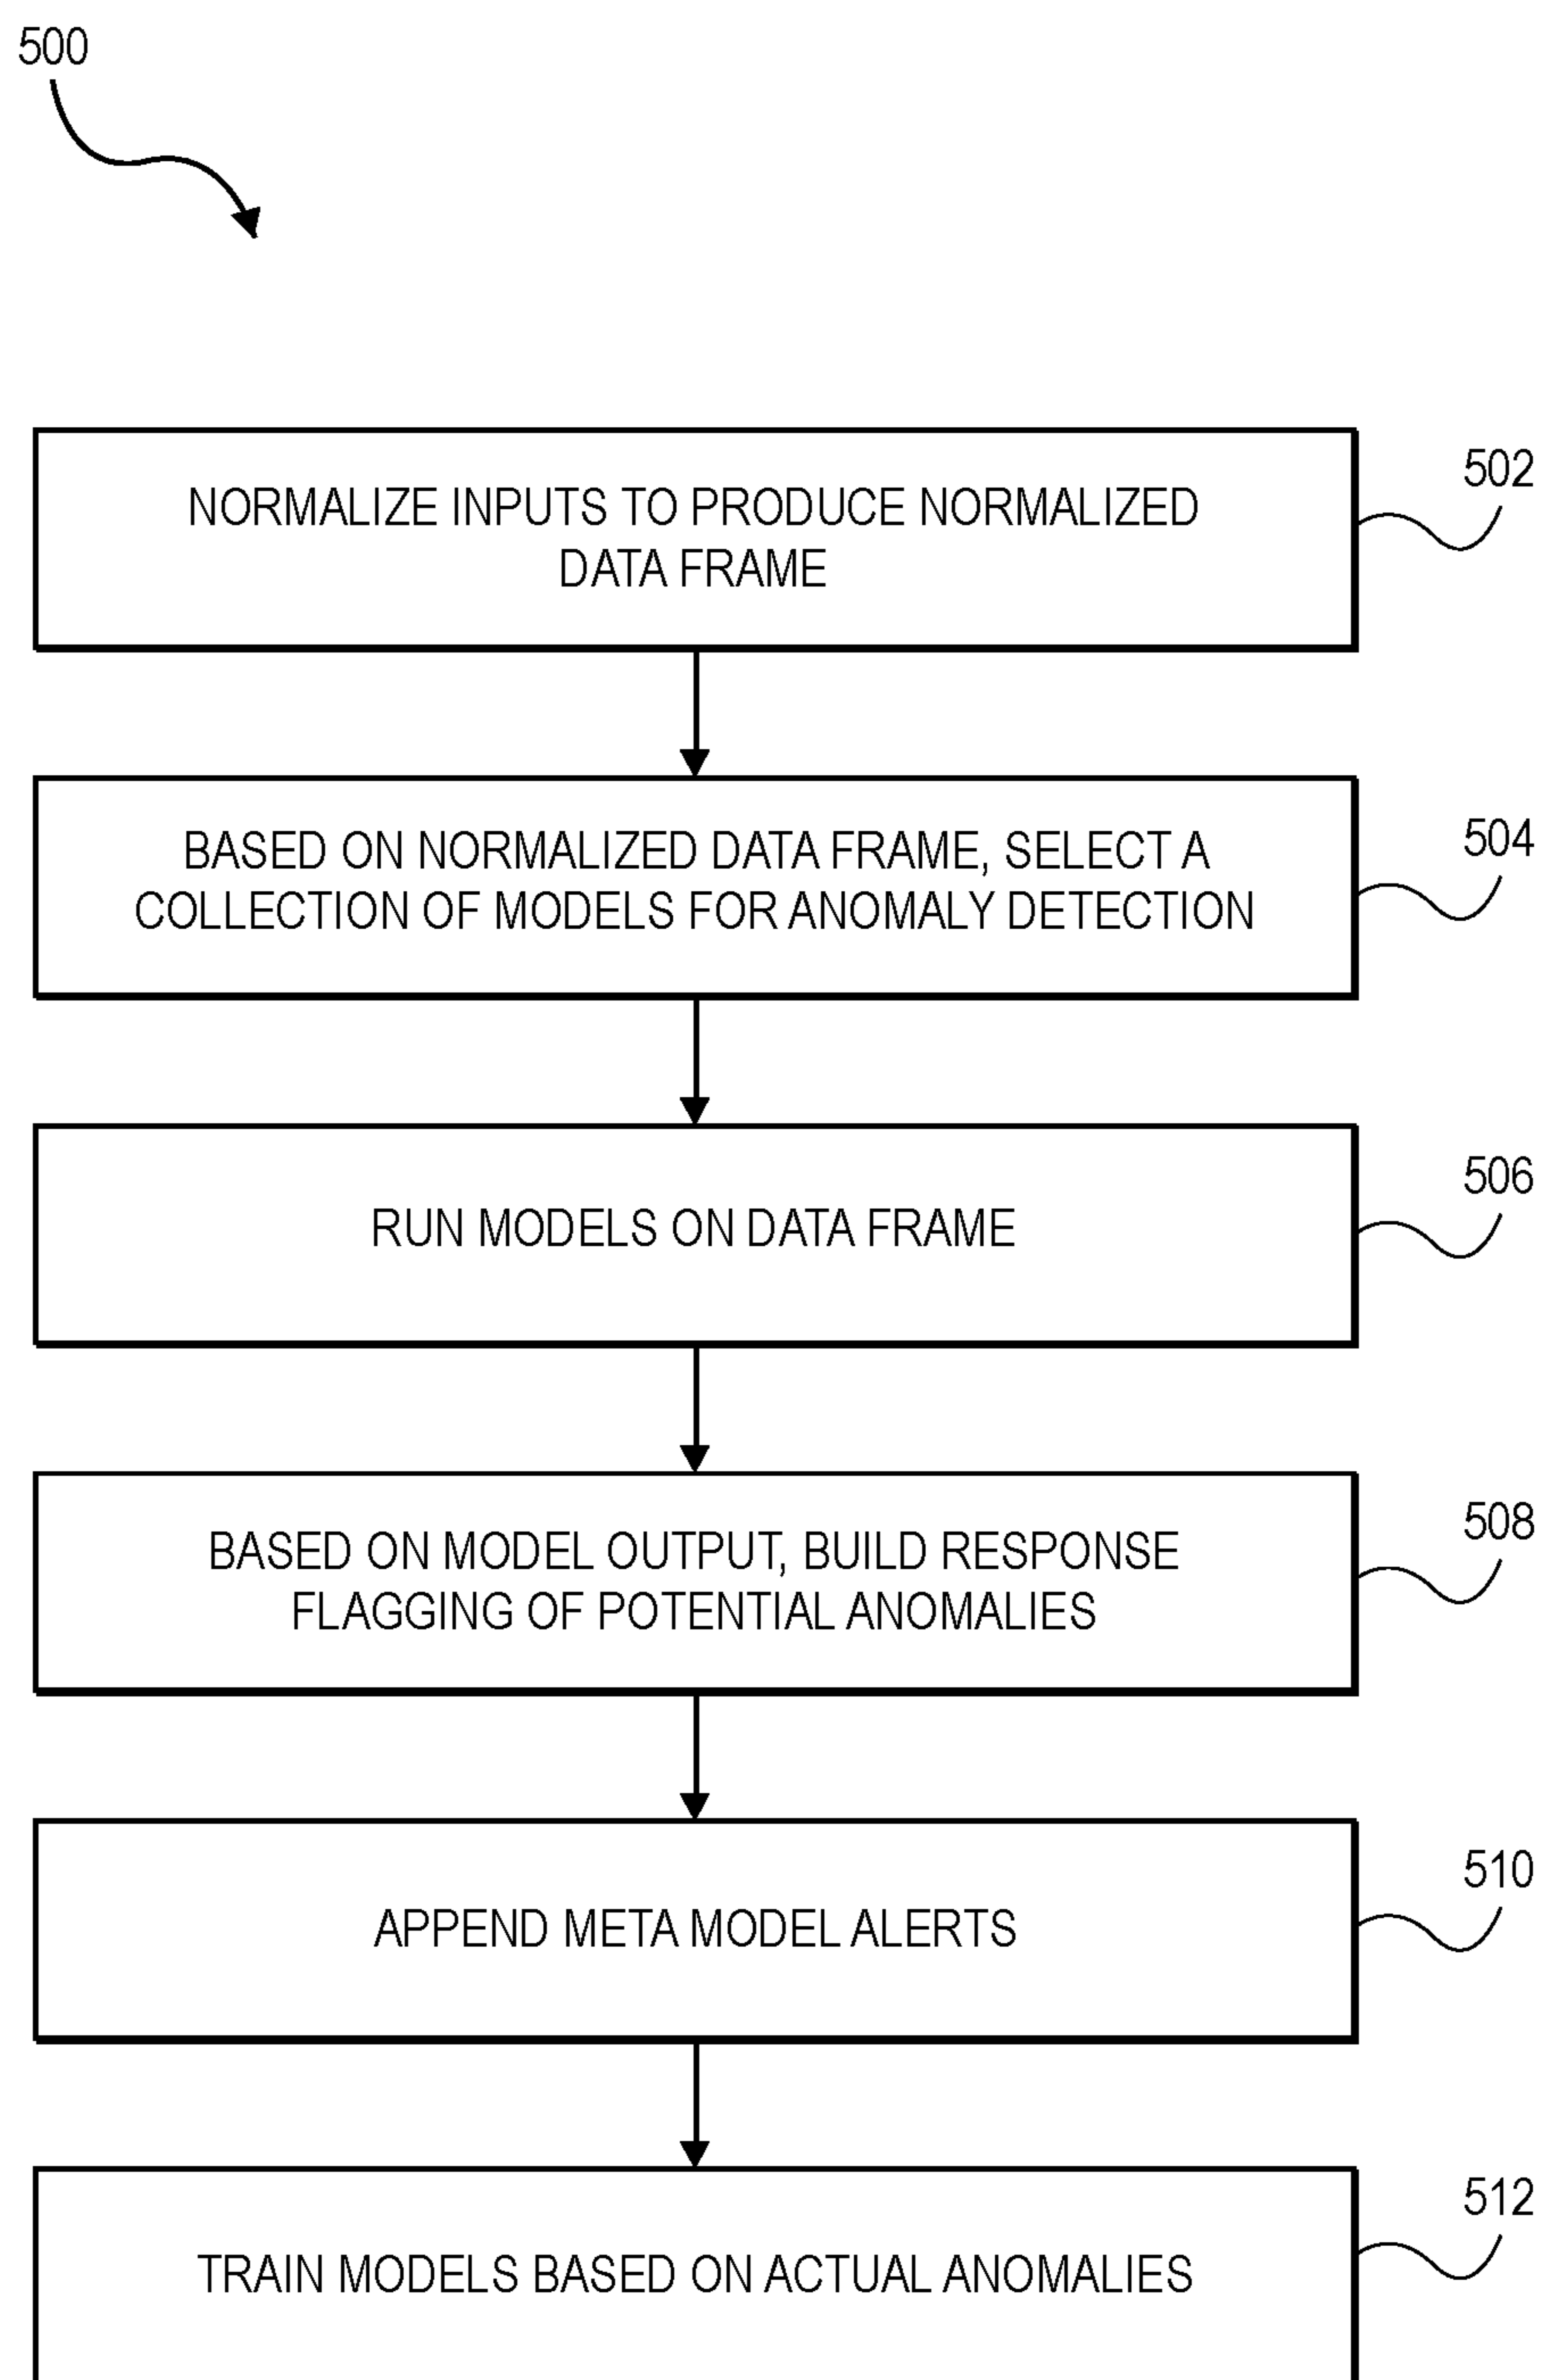 500
NORMALIZE INPUTS TO PRODUCE NORMALIZED
DATA FRAME
502
BASED ON NORMALIZED DATA FRAME, SELECT A
COLLECTION OF MODELS FOR ANOMALY DETECTION
504
RUN MODELS ON DATA FRAME
506
BASED ON MODEL OUTPUT, BUILD RESPONSE
FLAGGING OF POTENTIAL ANOMALIES
508
APPEND META MODEL ALERTS
510
TRAIN MODELS BASED ON ACTUAL ANOMALIES
512